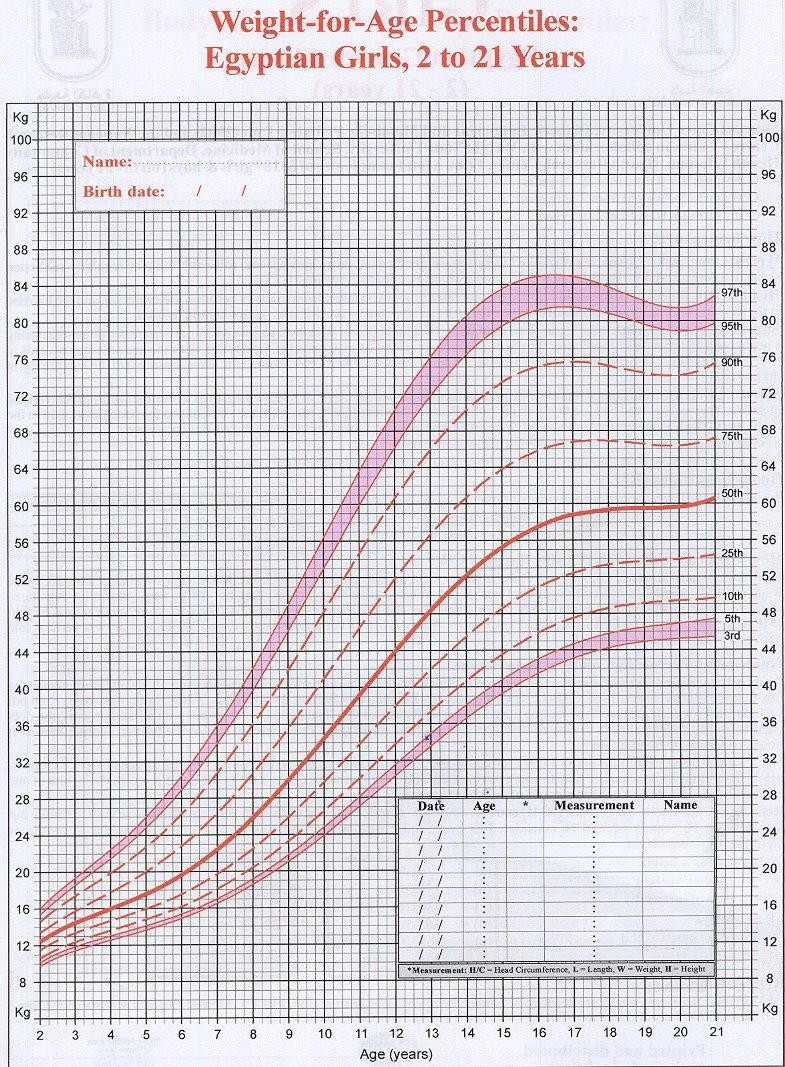 Weight-for-Age Percentiles:
Egyptian Girls, 2 to 21 Years
Kg
Kg
100
100
Name:
96
96
Birth date: / /
92
92
88
88
84
97th
84
80
95th
80
76
90th
76
72
72
68
75th
68
64
64
60
50th
60
56
25th
56
52
52
48
10th
48
5th
44
3rd
44
40
40
36
36
32
32
28
28
Date Age * Measurement Name
/ / : :
24
24
/ / : :
/ / : :
20
20
/ / : :
/ / : :
16
16
/ / : :
/ / : :
12
12
/ / : :
/ / : :
/ / : :
8
*Measurement: H/C = Head Circumference, L = Length, W = Weight, H = Height
8
Kg
Kg
2 3 4 5 6 7 8 9 10 11 12 13 14 15 16 17 18 19 20 21
Age (years)